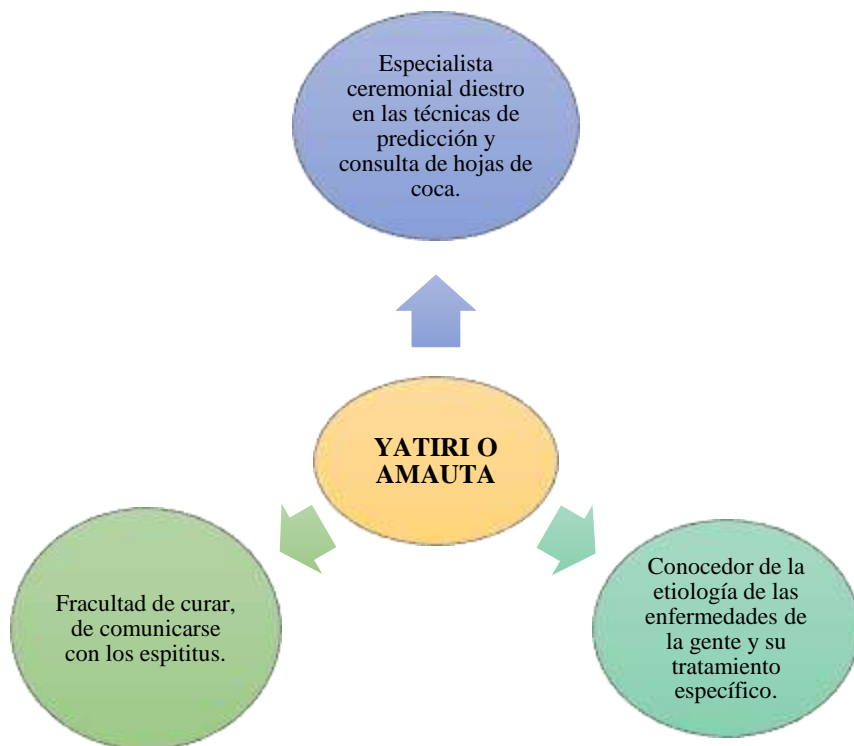 Especialista
ceremonial diestro
en las técnicas de
predicción y
consulta de hojas de
coca.
YATIRI O
AMAUTA
Fracultad de curar,
de comunicarse
con los espititus.
Conocedor de la
etiología de las
enfermedades de
la gente y su
tratamiento
específico.